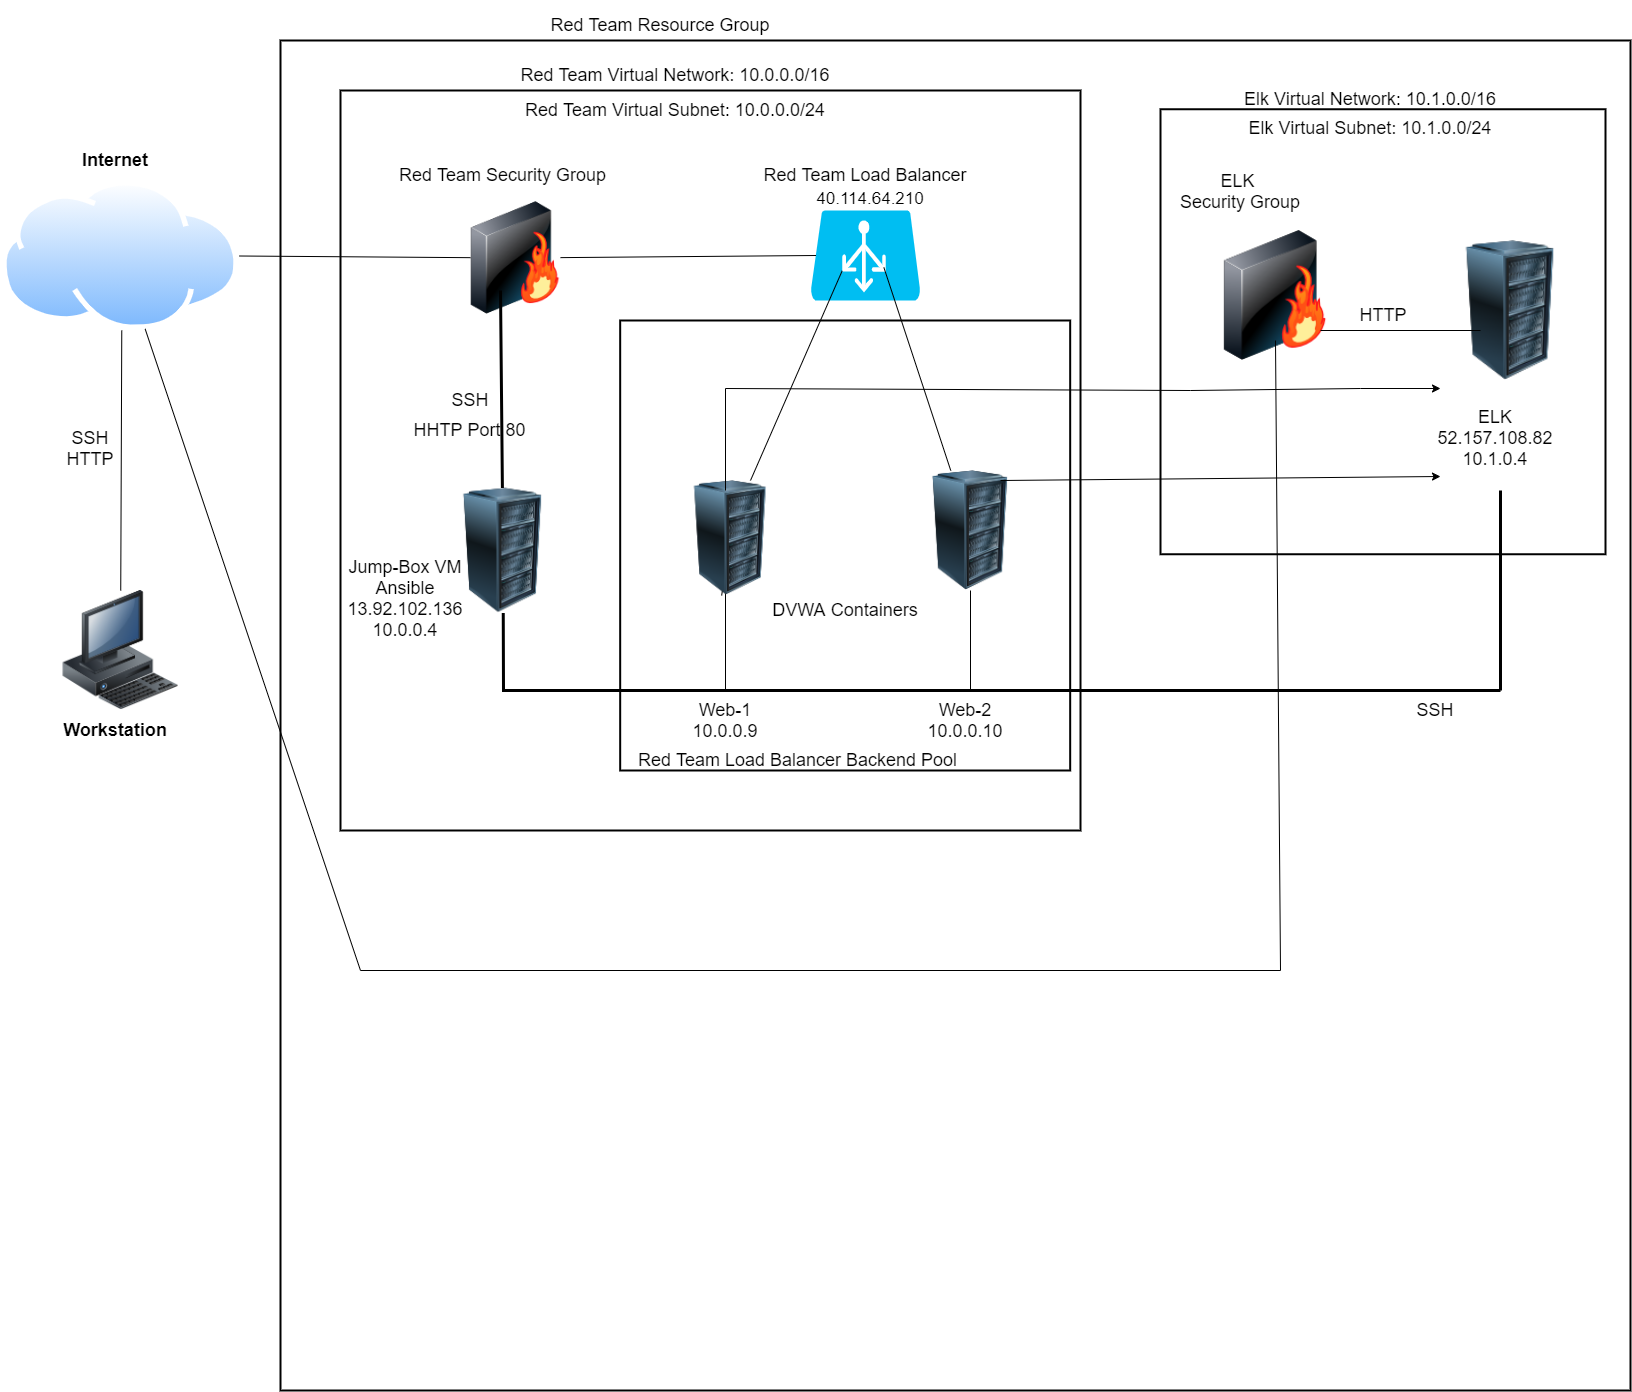 Red Team Resource Group
Red Team Virtual Network: 10.0.0.0/16
Red Team Virtual Subnet: 10.0.0.0/24
Elk Virtual Network: 10.1.0.0/16
Elk Virtual Subnet: 10.1.0.0/24
Internet
Red Team Security Group
Red Team Load Balancer
40.114.64.210
ELK
Security Group
HTTP
SSH
HHTP Port 80
SSH
HTTP
ELK
52.157.108.82
10.1.0.4
Jump-Box VM
Ansible
13.92.102.136
10.0.0.4
DVWA Containers
Workstation
Web-1
10.0.0.9
Web-2
10.0.0.10
SSH
Red Team Load Balancer Backend Pool